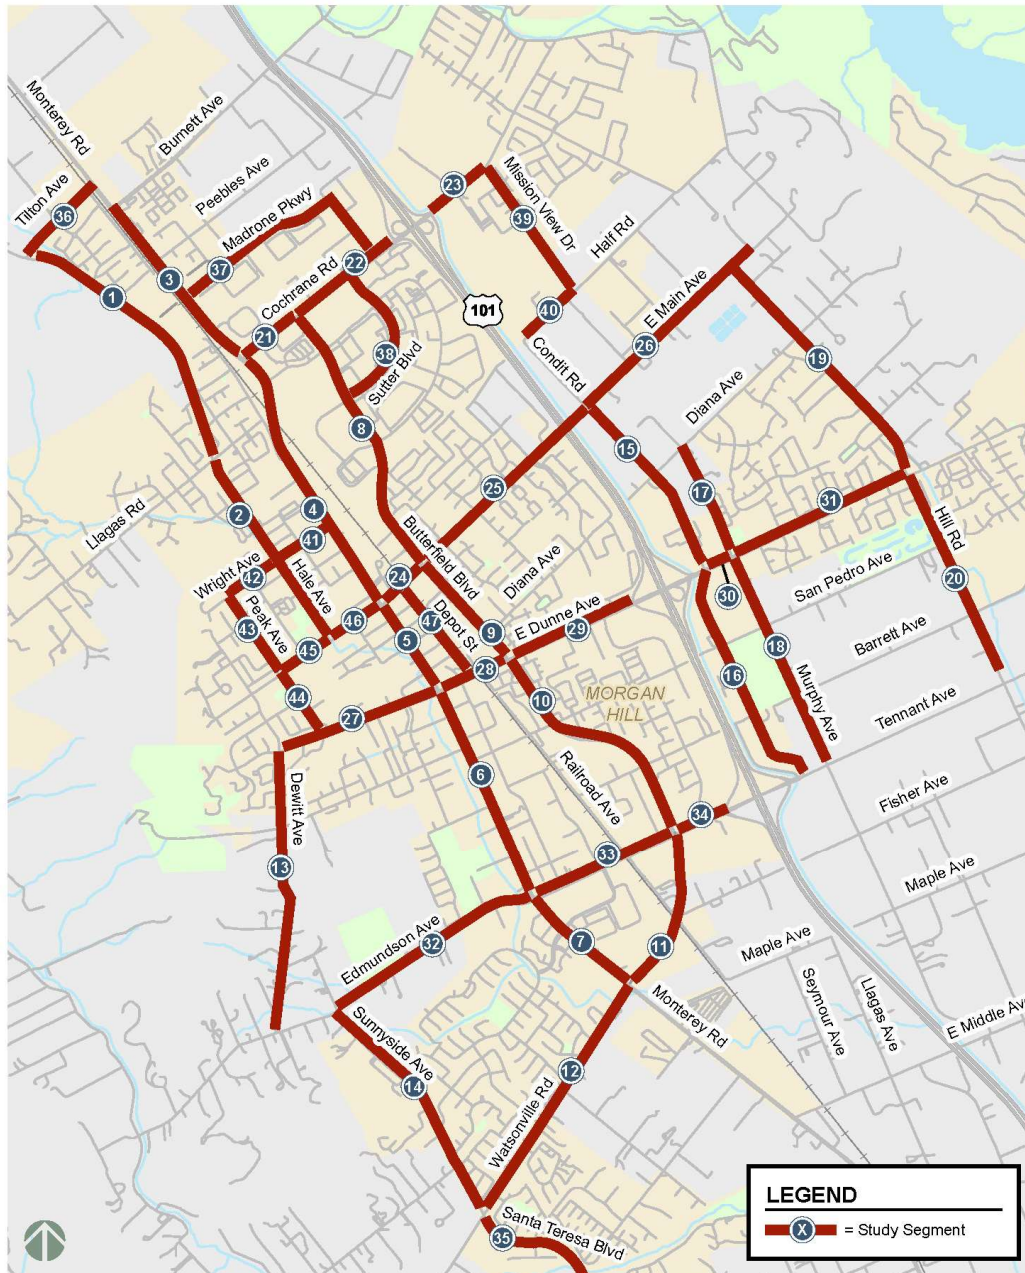 Monterey Rd
Burnett Ave
Tilton Ave
36
Peebles Ave
Madrone Pkwy
23
Mission View Dr
39
Half Rd
1
3
37
Cochrane Rd
22
21
101
40
E Main Ave
26
38
Sutter Blvd
Condit Rd
19
Diana Ave
8
15
17
31
25
Llagas Rd
2
4
41
Butterfield Blvd
Hill Rd
Wright Ave
42
Hale Ave
24
Diana Ave
30
San Pedro Ave
20
Peak Ave
43
46
47
Depot St
9
E Dunne Ave
29
45
5
28
18
Barrett Ave
16
Murphy Ave
44
27
10
MORGAN
HILL
Tennant Ave
6
Railroad Ave
Dewitt Ave
Fisher Ave
34
33
13
Maple Ave
Edmundson Ave
32
7
11
Maple Ave
Seymour Ave
Llagas Ave
Monterey Rd
E Middle Av
Sunnyside Ave
14
12
Watsonville Rd
35
Santa Teresa Blvd
LEGEND
X = Study Segment